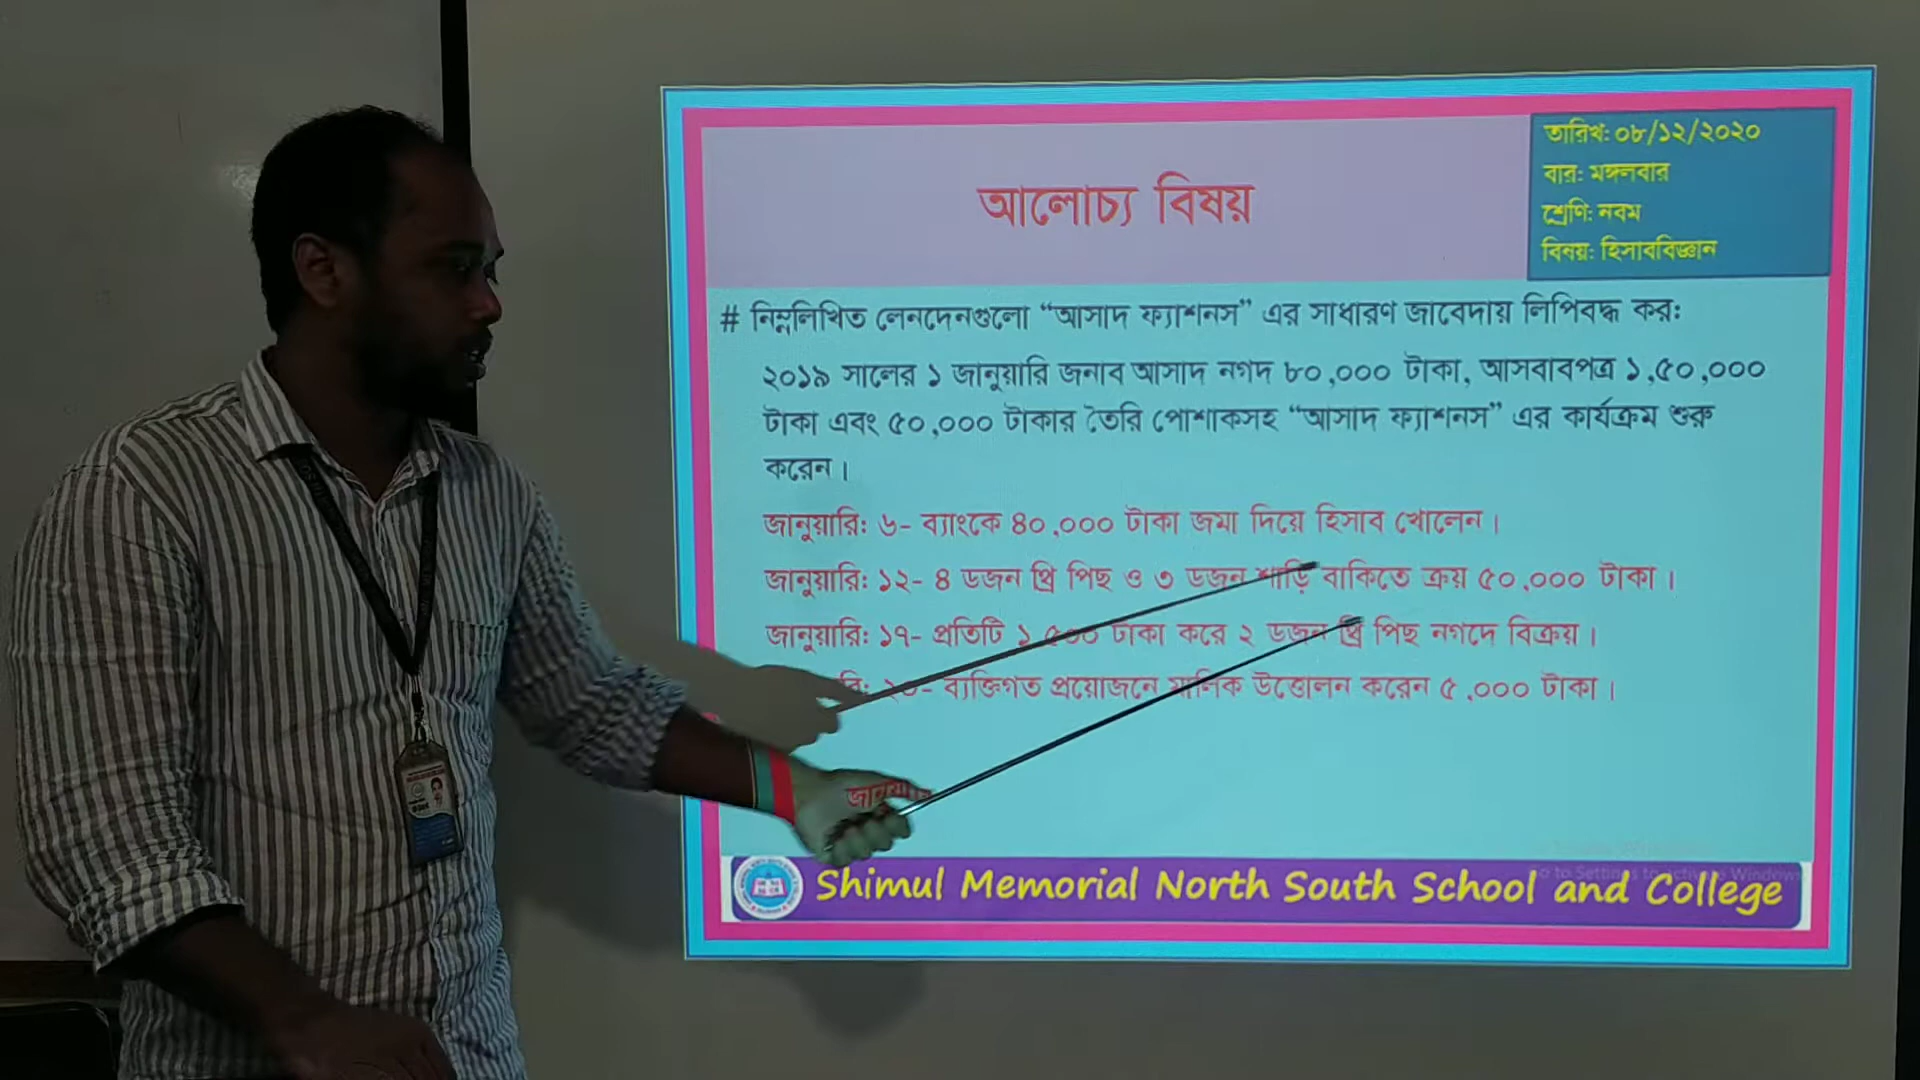 আলোচ্য বিষয়
তারিখ: ০৮/১২/২০২০
বার: মঙ্গলবার
শ্রেণি: নবম
বিষয়: হিসাববিজ্ঞান
# নিম্নলিখিত লেনদেনগুলো “আসাদ ফ্যাশনস” এর সাধারণ জাবেদায় লিপিবদ্ধ কর:
২০১৯ সালের ১ জানুয়ারি জনাব আসাদ নগদ ৮০,০০০ টাকা, আসবাবপত্র ১,৫০,০০০
টাকা এবং ৫০,০০০ টাকার তৈরি পোশাকসহ “আসাদ ফ্যাশনস” এর কার্যক্রম শুরু
করেন।
জানুয়ারি: ৬- ব্যাংকে ৪০,০০০ টাকা জমা দিয়ে হিসাব খোলেন।
জানুয়ারি: ১২- ৪ ডজন থ্রি পিছ ও ৩ ডজন শাড়ি বাকিতে ক্রয় ৫০,০০০ টাকা।
জানুয়ারি: ১৭- প্রতিটি ১,৫০০ টাকা করে ২ ডজন থ্রি পিছ নগদে বিক্রয়।
রি: ২০- ব্যক্তিগত প্রয়োজনে মালিক উত্তোলন করেন ৫,০০০ টাকা।
Shimul Memorial North South School and College